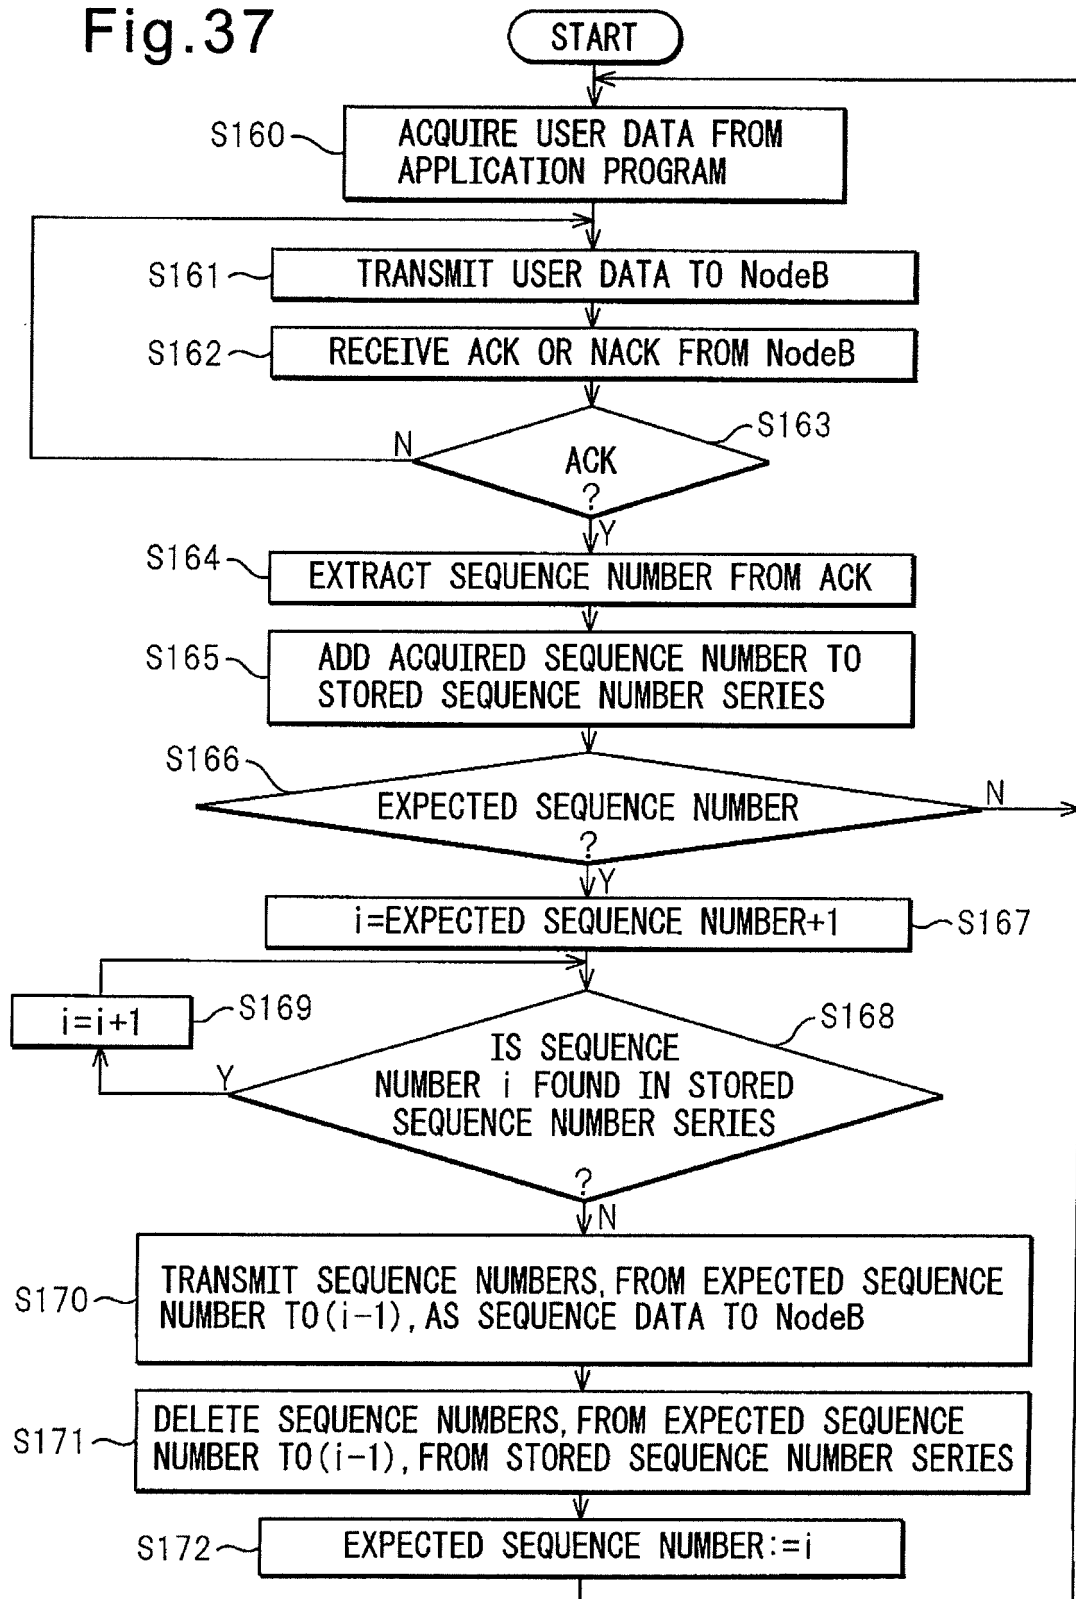 Fig.37
START
S160
ACQUIRE USER DATA FROM
APPLICATION PROGRAM
S161
TRANSMIT USER DATA TO NodeB
S162
RECEIVE ACK OR NACK FROM NodeB
S163
N
ACK
?
Y
S164
EXTRACT SEQUENCE NUMBER FROM ACK
S165
ADD ACQUIRED SEQUENCE NUMBER TO
STORED SEQUENCE NUMBER SERIES
S166
EXPECTED SEQUENCE NUMBER
?
N
Y
i=EXPECTED SEQUENCE NUMBER+1
S167
i=i+1
S169
S168
IS SEQUENCE
NUMBER i FOUND IN STORED
SEQUENCE NUMBER SERIES
?
Y
N
S170
TRANSMIT SEQUENCE NUMBERS, FROM EXPECTED SEQUENCE
NUMBER TO(i-1), AS SEQUENCE DATA TO NodeB
S171
DELETE SEQUENCE NUMBERS, FROM EXPECTED SEQUENCE
NUMBER TO(i-1), FROM STORED SEQUENCE NUMBER SERIES
S172
EXPECTED SEQUENCE NUMBER:=i